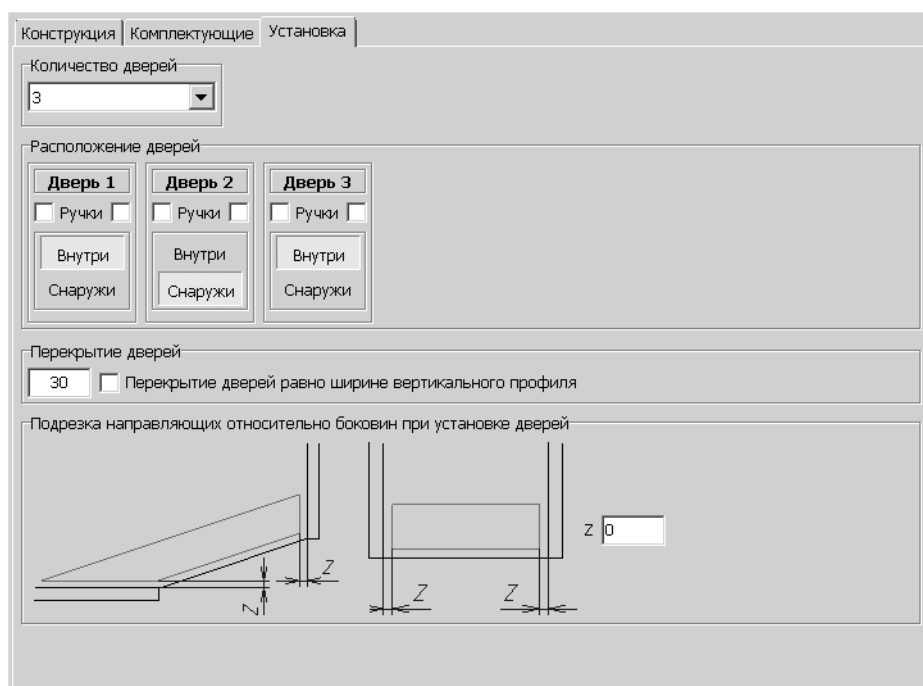 Конструкция Комплектующие Установка
Количество дверей
3
Расположение дверей
Дверь 1 Дверь 2 Дверь 3
Ручки Ручки Ручки
Внутри Внутри Внутри
Снаружи Снаружи Снаружи
Перекрытие дверей
30 Перекрытие дверей равно ширине вертикального профиля
Подрезка направляющих относительно боковин при установке дверей
Z 0
Z
Z Z
Z